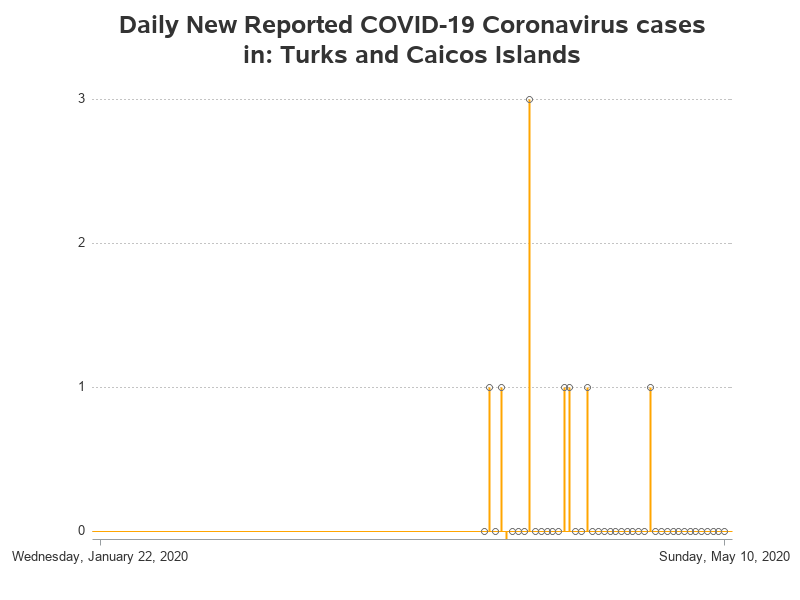 Daily New Reported COVID-19 Coronavirus cases
in: Turks and Caicos Islands
3
2
1
0
Wednesday, January 22, 2020 Sunday, May 10, 2020